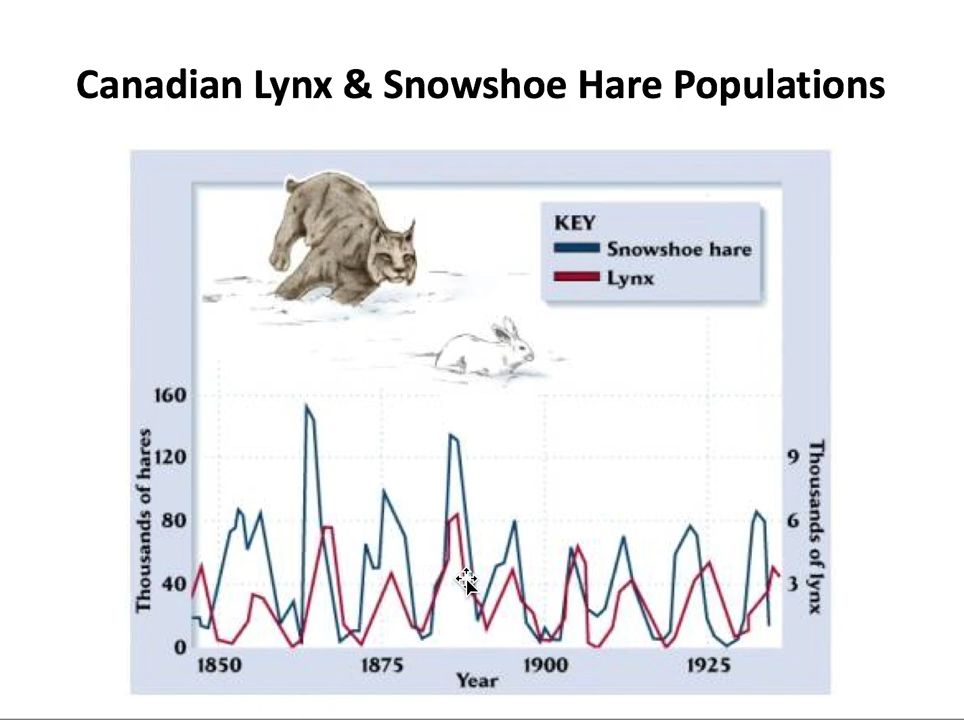 Canadian Lynx & Snowshoe Hare Populations
KEY
Snowshoe hare
Lynx
160
120
80
40
0
Thousands of hares
9
6
3
Thousands of lynx
1850 1875 1900 1925
Year